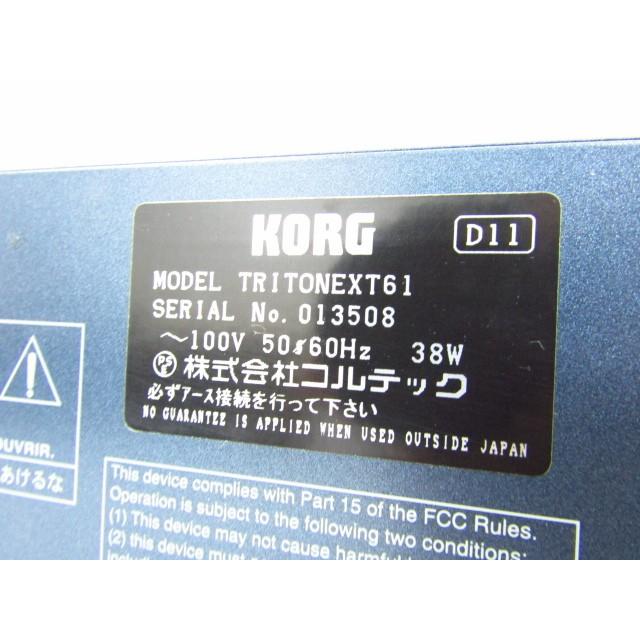 KORG
D11
MODEL TRITONEXT61
SERIAL No. 013508
～100V 50/60Hz 38W
PSE 株式会社コルテック
必ずアース接続を行って下さい
NO GUARANTEE IS APPLIED WHEN USED OUTSIDE JAPAN
OUVRIR.
あけるな
This device complies with Part 15 of the FCC Rules.
Operation is subject to the following two conditions:
(1) This device may not cause harmful
(2) this device must